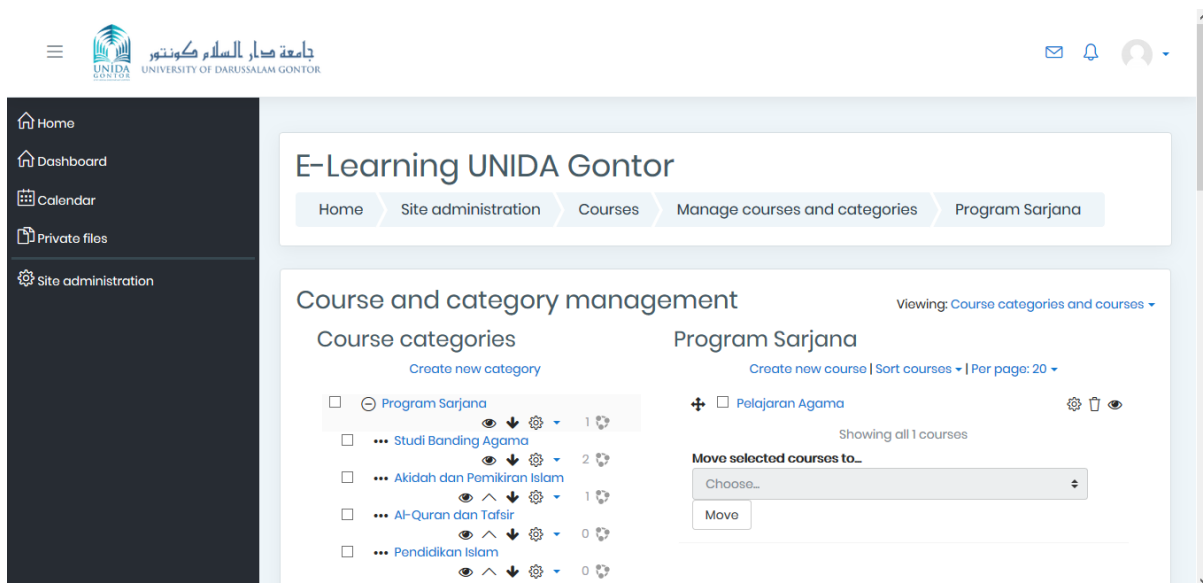 جامعة دار السلام كونتور
UNIVERSITY OF DARUSSALAM GONTOR
UNIDA
GONTOR
Home
Dashboard
Calendar
Private files
Site administration
E-Learning UNIDA Gontor
Home Site administration Courses Manage courses and categories Program Sarjana
Course and category management
Viewing: Course categories and courses
Course categories
Create new category
Program Sarjana
1
Studi Banding Agama
2
Akidah dan Pemikiran Islam
1
Al-Quran dan Tafsir
0
Pendidikan Islam
0
Program Sarjana
Create new course | Sort courses | Per page: 20
Pelajaran Agama
Showing all 1 courses
Move selected courses to...
Choose...
Move